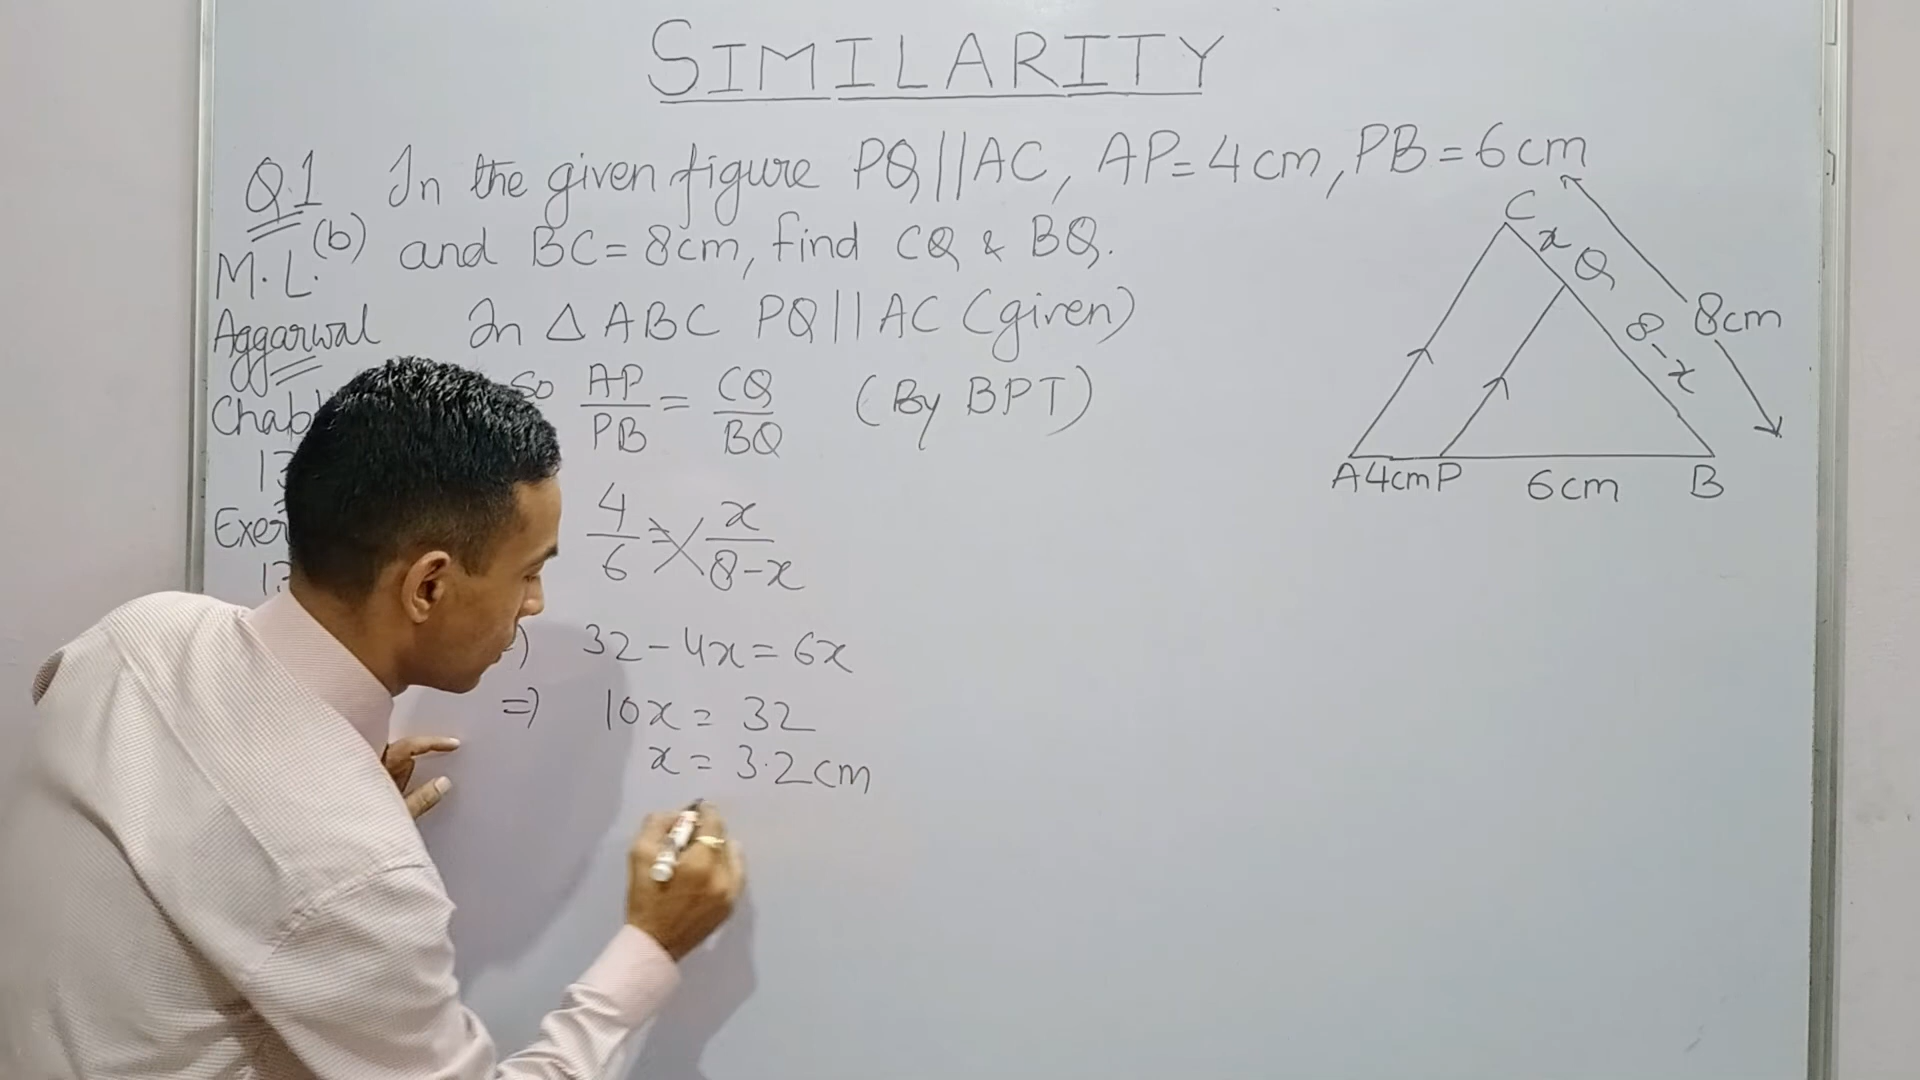 SIMILARITY
Q.1 In the given figure PQ||AC, AP=4cm, PB=6cm
(b) and BC=8cm, find CQ & BQ.
M.L.
Aggarwal
In △ABC PQ||AC (given)
So AP/PB = CQ/BQ (By BPT)
4/6 = x/8-x
32-4x=6x
=) 10x = 32
x = 3.2cm
C
x
Q
8-x
8cm
A 4cm P 6cm B